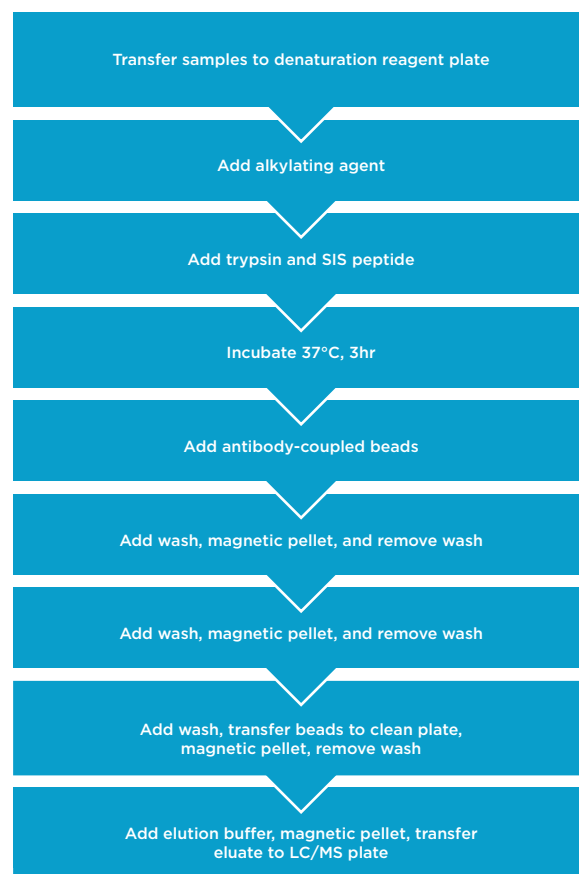 Transfer samples to denaturation reagent plate
Add alkylating agent
Add trypsin and SIS peptide
Incubate 37°C, 3hr
Add antibody-coupled beads
Add wash, magnetic pellet, and remove wash
Add wash, magnetic pellet, and remove wash
Add wash, transfer beads to clean plate,
magnetic pellet, remove wash
Add elution buffer, magnetic pellet, transfer
eluate to LC/MS plate